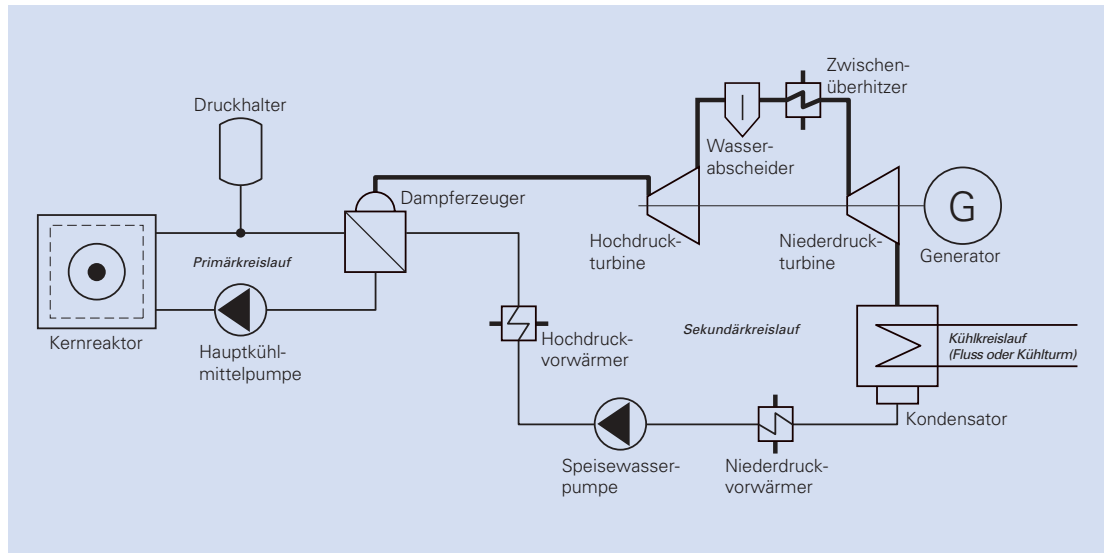 Zwischen-
überhitzer
Druckhalter
Wasser-
abscheider
Dampferzeuger
G
Hochdruck-
turbine
Niederdruck-
turbine
Generator
Primärkreislauf
Kernreaktor
Hauptkühl-
mittelpumpe
Hochdruck-
vorwärmer
Sekundärkreislauf
Kühlkreislauf
(Fluss oder Kühlturm)
Kondensator
Speisewasser-
pumpe
Niederdruck-
vorwärmer